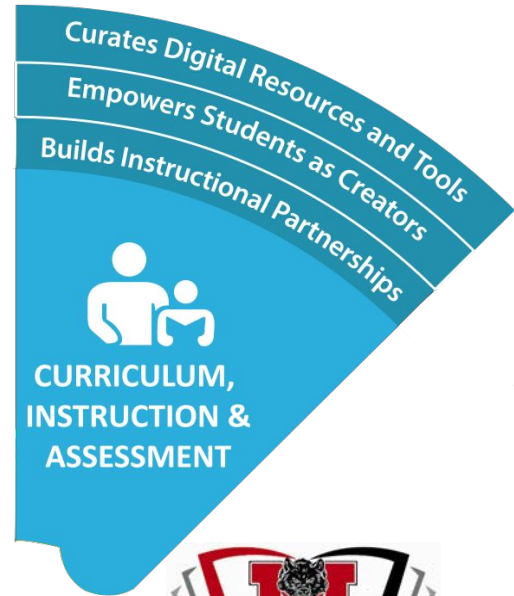 Curates Digital Resources and Tools
Empowers Students as Creators
Builds Instructional Partnerships
CURRICULUM,
INSTRUCTION &
ASSESSMENT